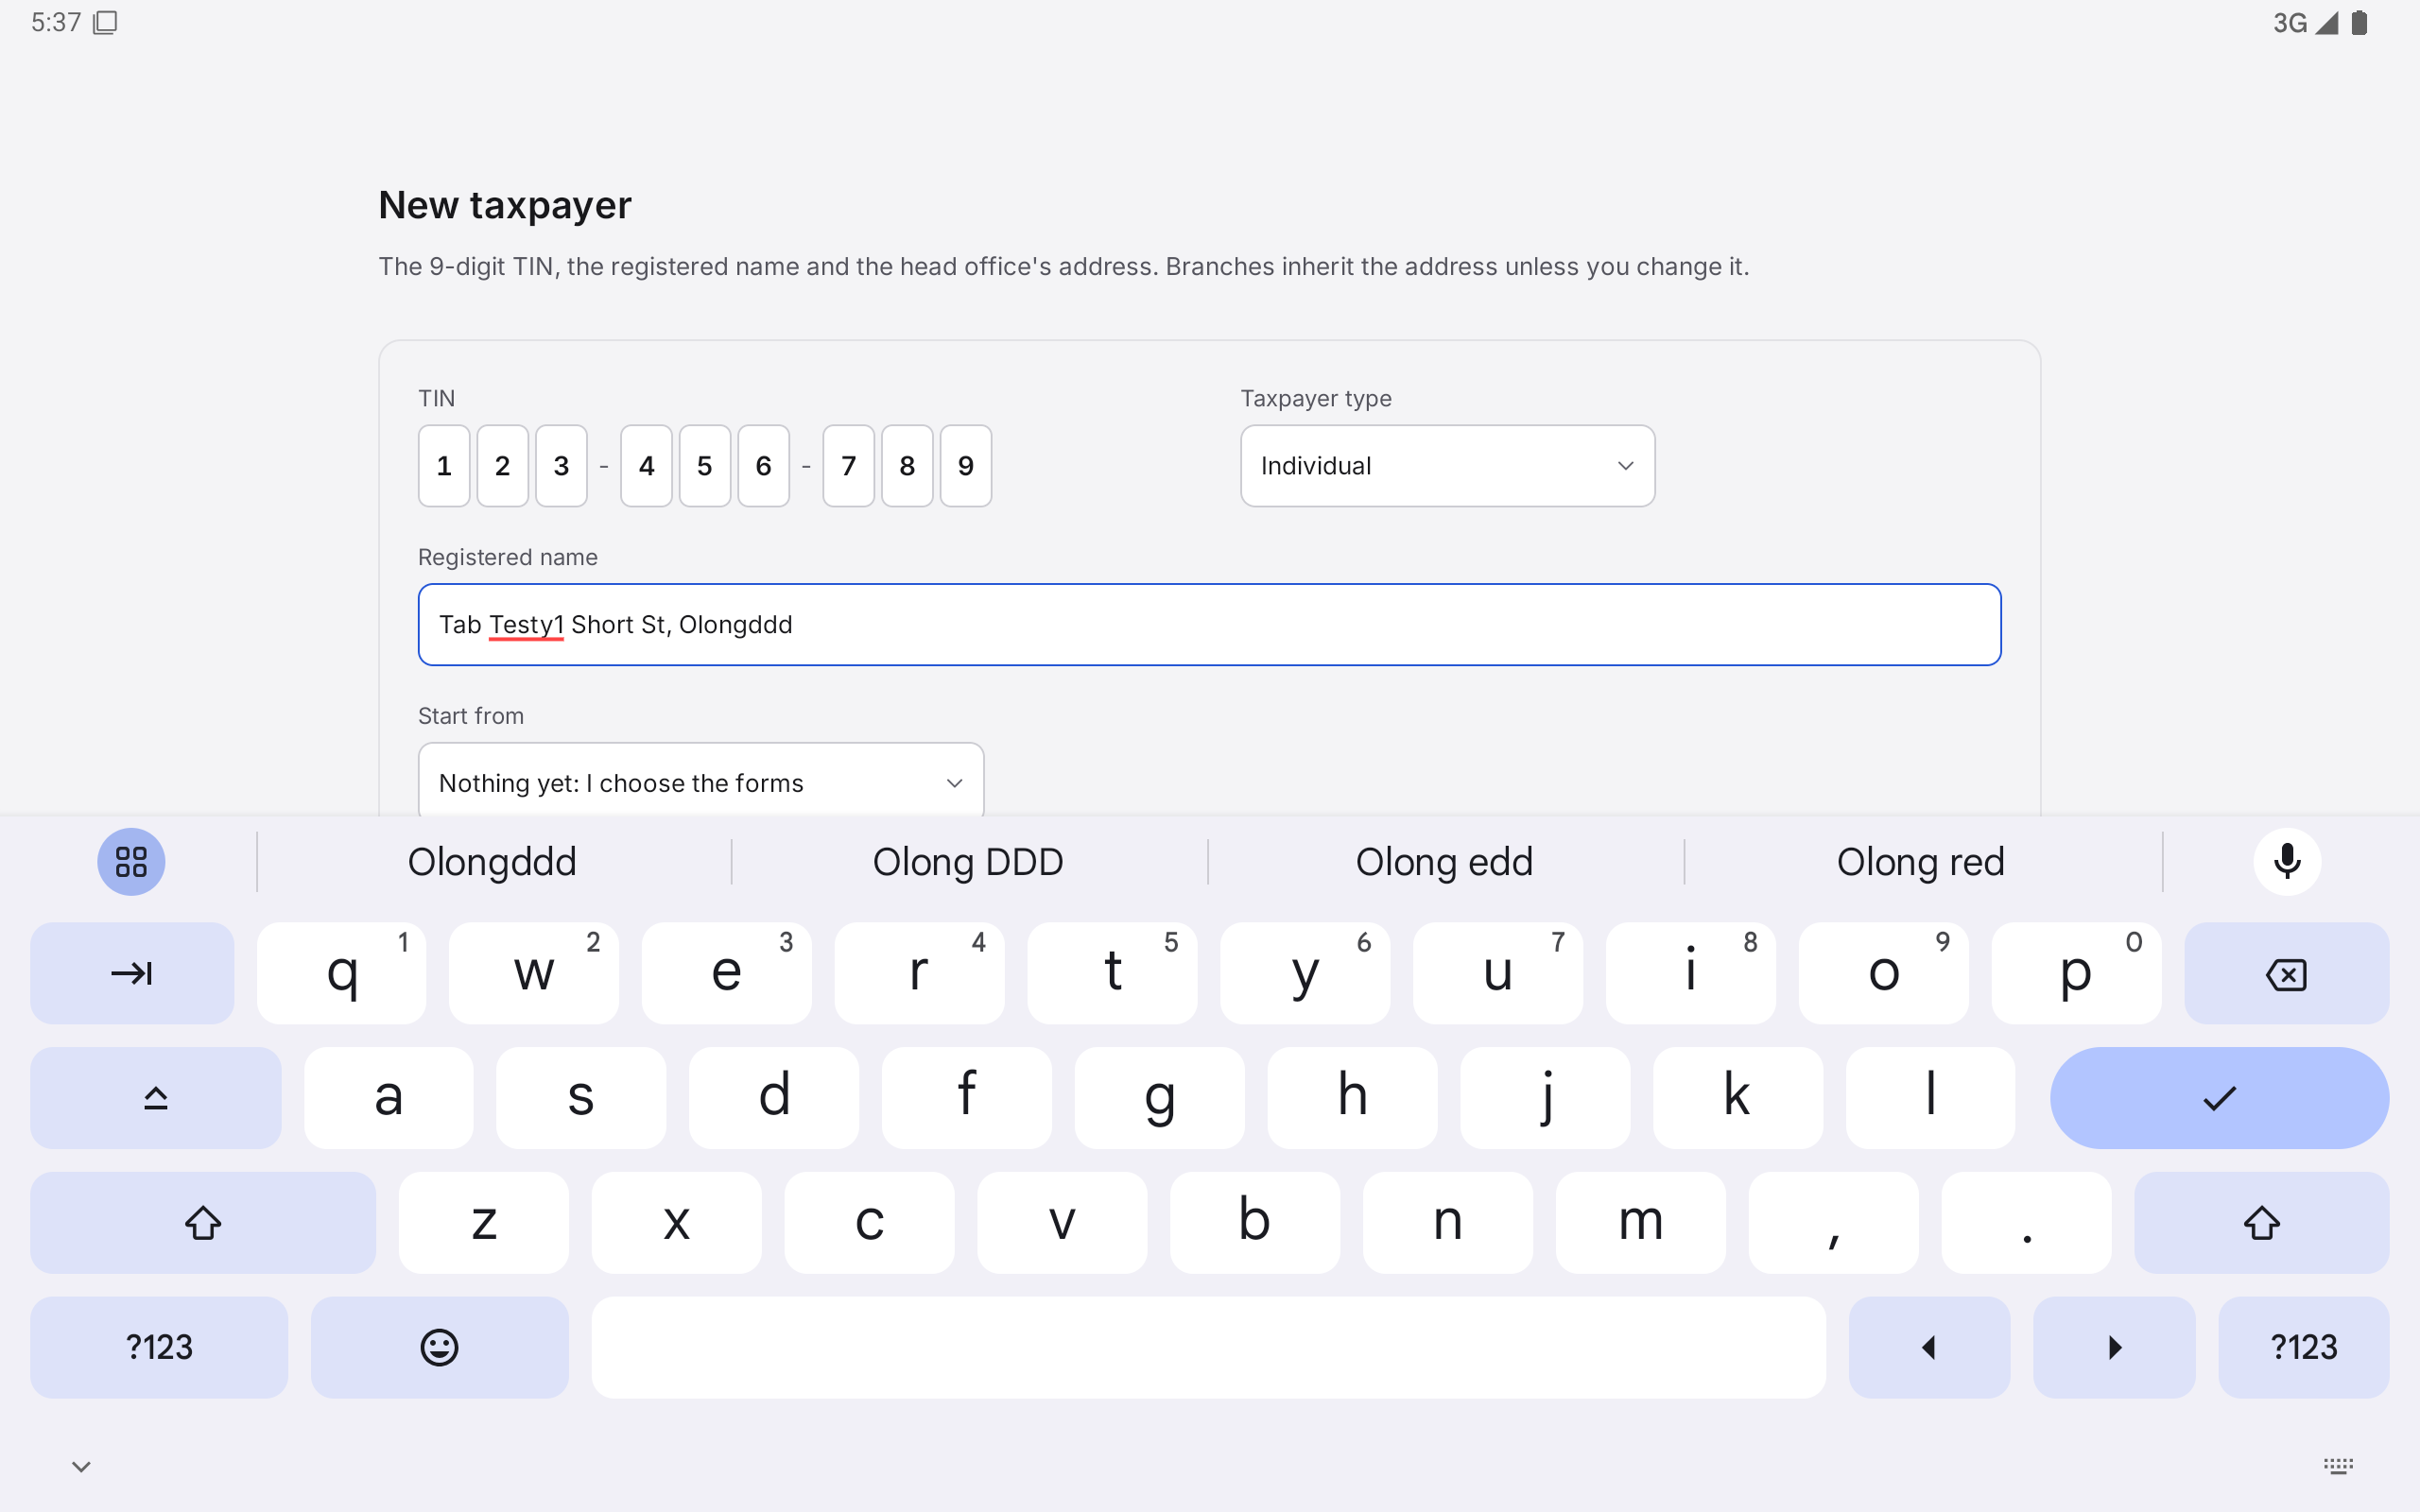 5:37 3G
New taxpayer
The 9-digit TIN, the registered name and the head office's address. Branches inherit the address unless you change it.
TIN Taxpayer type
1 2 3 - 4 5 6 - 7 8 9 Individual
Registered name
Tab Testy1 Short St, Olongddd
Start from
Nothing yet: I choose the forms
Olongddd Olong DDD Olong edd Olong red
q 1 w 2 e 3 r 4 t 5 y 6 u 7 i 8 o 9 p 0
a s d f g h j k l
z x c v b n m , .
?123 ?123